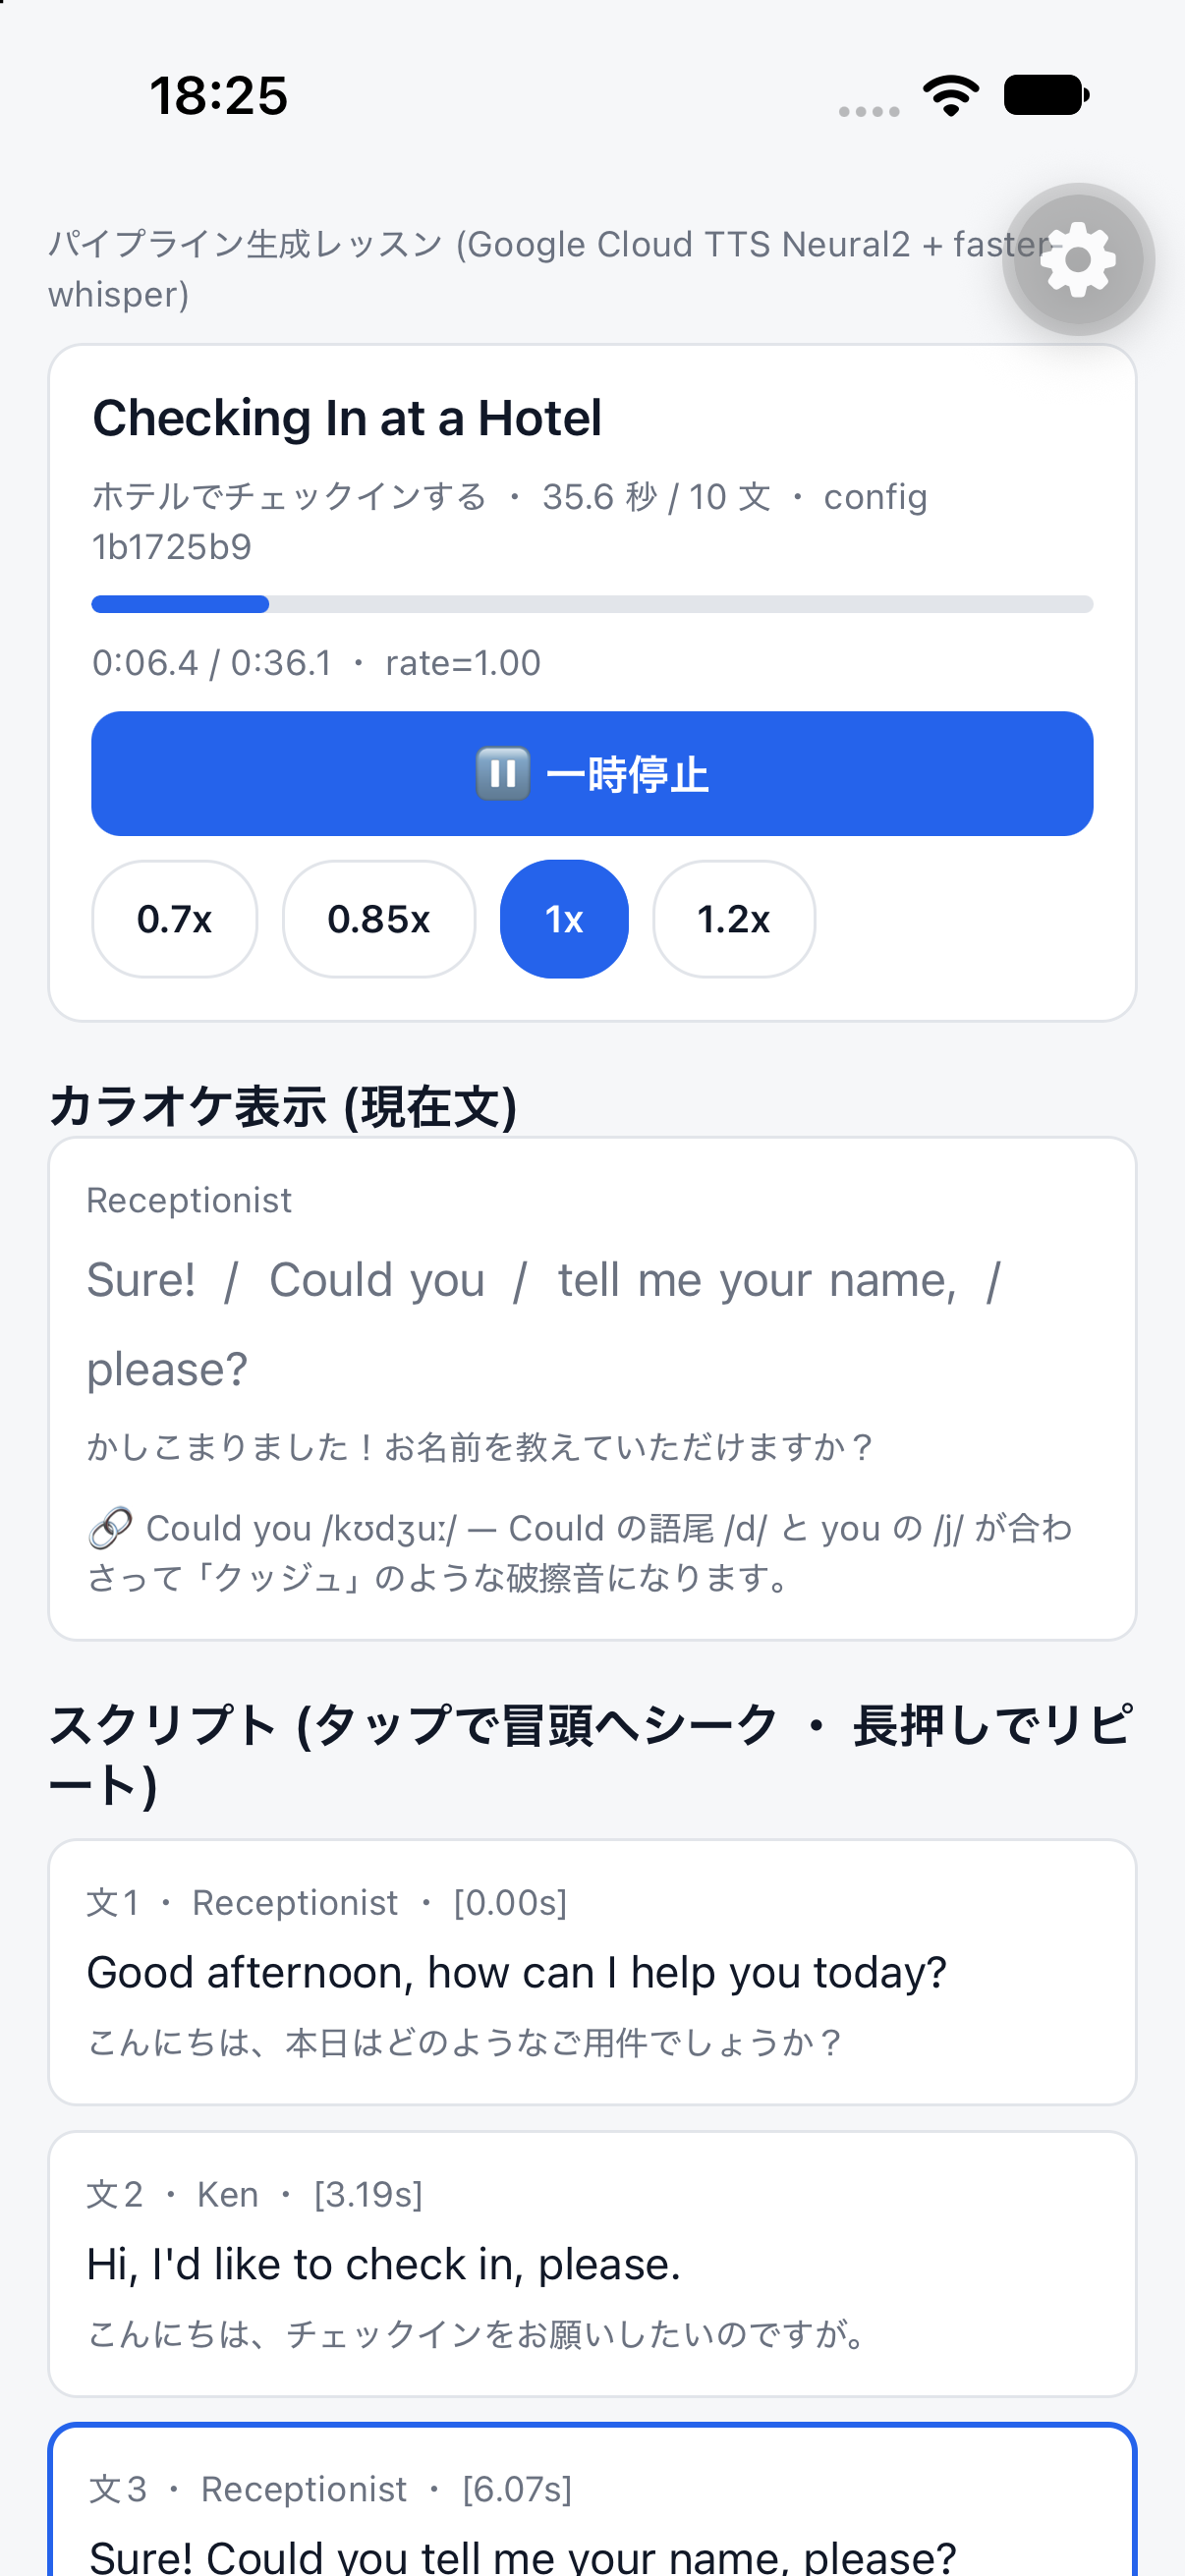 18:25
パイプライン生成レッスン (Google Cloud TTS Neural2 + faster-
whisper)
Checking In at a Hotel
ホテルでチェックインする ・ 35.6 秒 / 10 文 ・ config
1b1725b9
0:06.4 / 0:36.1 ・ rate=1.00
⏸️ 一時停止
0.7x 0.85x 1x 1.2x
カラオケ表示 (現在文)
Receptionist
Sure! / Could you / tell me your name, /
please?
かしこまりました！お名前を教えていただけますか？
🔗 Could you /kʊdʒuː/ — Could の語尾 /d/ と you の /j/ が合わ
さって「クッジュ」のような破擦音になります。
スクリプト (タップで冒頭へシーク ・ 長押しでリピ
ート)
文1 ・ Receptionist ・ [0.00s]
Good afternoon, how can I help you today?
こんにちは、本日はどのようなご用件でしょうか？
文2 ・ Ken ・ [3.19s]
Hi, I'd like to check in, please.
こんにちは、チェックインをお願いしたいのですが。
文3 ・ Receptionist ・ [6.07s]
Sure! Could you tell me your name, please?